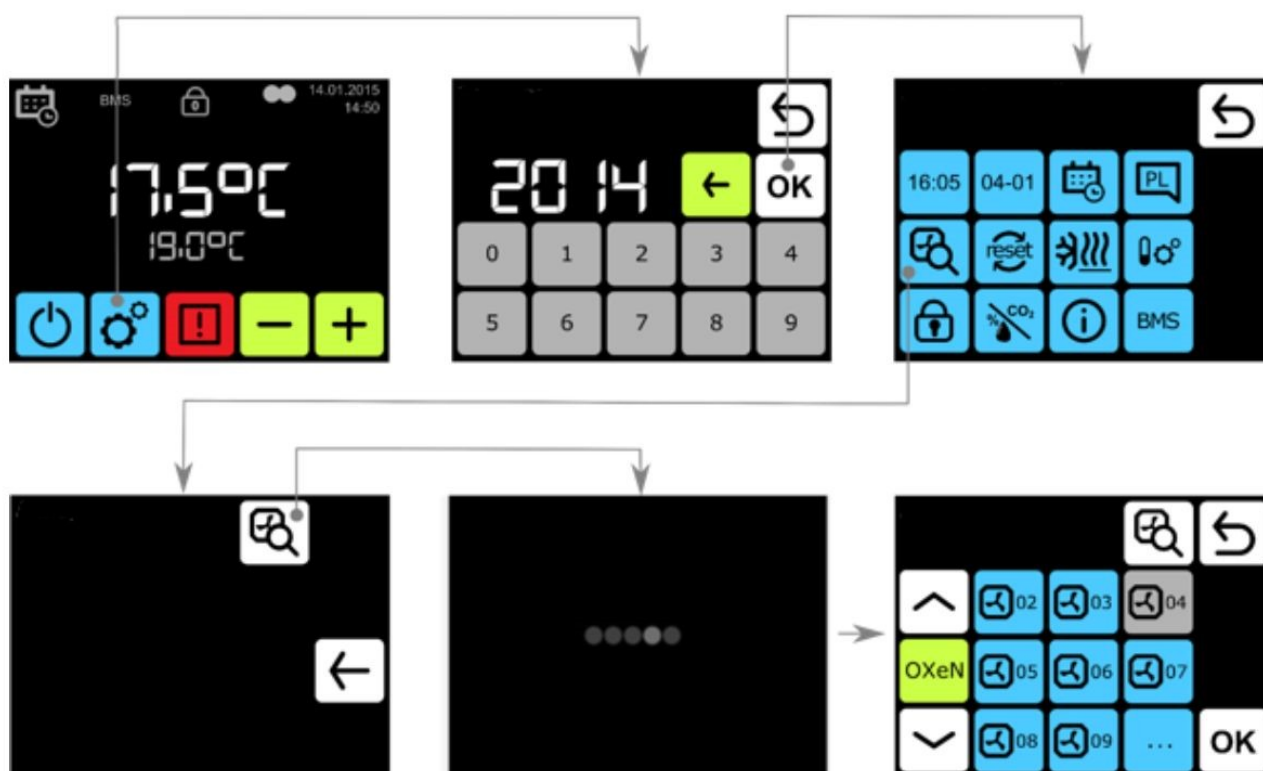 BMS
0
14.01.2015
14:50
17.5°C
19.0°C
2014
OK
0 1 2 3 4
5 6 7 8 9
16:05 04-01 PL
reset
% CO₂ BMS
02 03 04
OXeN 05 06 07
08 09 ... OK